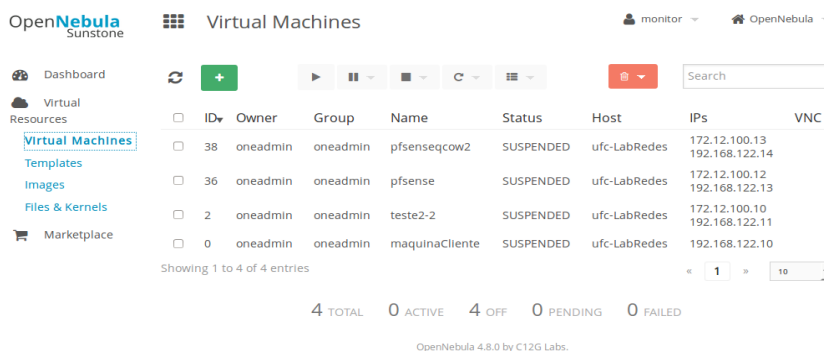 OpenNebula
Sunstone
Virtual Machines
monitor
OpenNebula
Dashboard
Virtual
Resources
Virtual Machines
Templates
Images
Files & Kernels
Marketplace
+
Search
ID Owner Group Name Status Host IPs VNC
38 oneadmin oneadmin pfsenseqcow2 SUSPENDED ufc-LabRedes 172.12.100.13
192.168.122.14
36 oneadmin oneadmin pfsense SUSPENDED ufc-LabRedes 172.12.100.12
192.168.122.13
2 oneadmin oneadmin teste2-2 SUSPENDED ufc-LabRedes 172.12.100.10
192.168.122.11
0 oneadmin oneadmin maquinaCliente SUSPENDED ufc-LabRedes 192.168.122.10
Showing 1 to 4 of 4 entries
« 1 » 10
4 TOTAL 0 ACTIVE 4 OFF 0 PENDING 0 FAILED
OpenNebula 4.8.0 by C12G Labs.